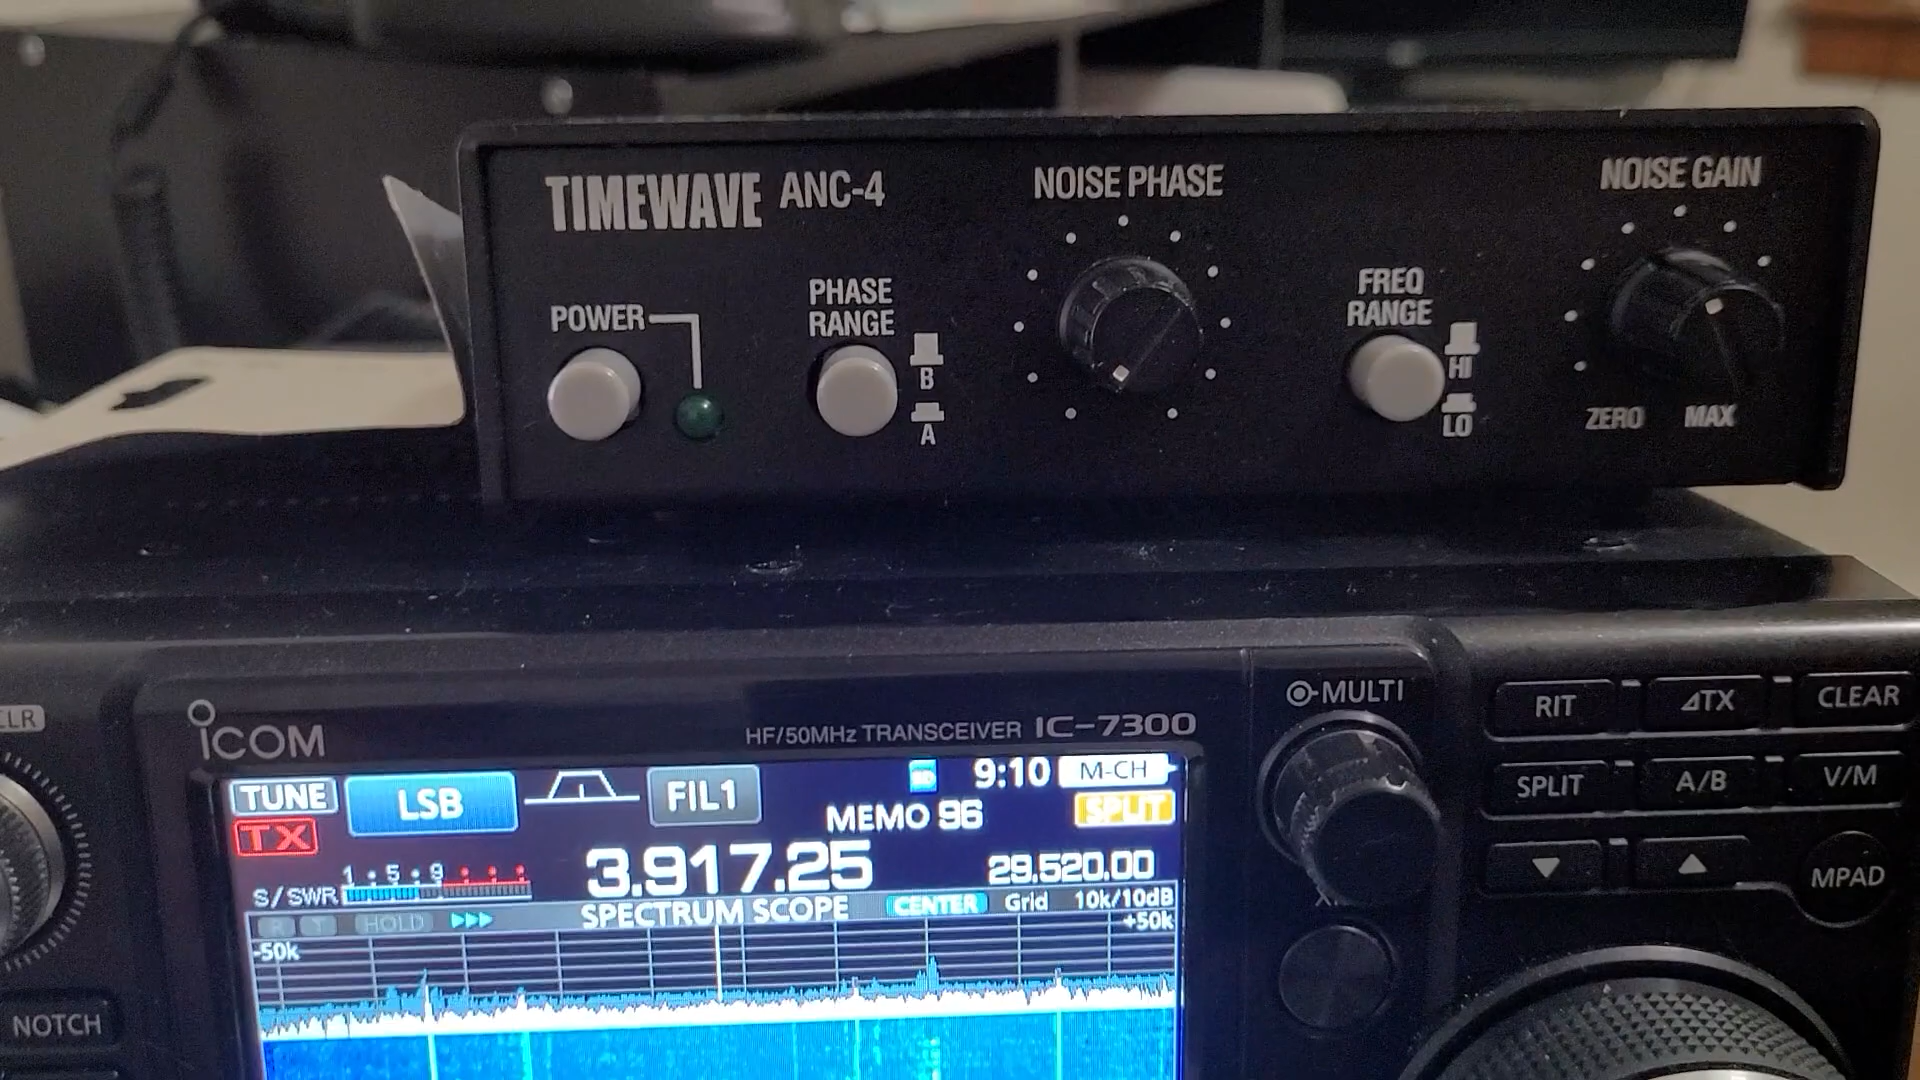 TIMEWAVE ANC-4
NOISE PHASE
NOISE GAIN
POWER
PHASE
RANGE
B
A
FREQ
RANGE
HI
LO
ZERO
MAX
CLR
ICOM
HF/50MHz TRANSCEIVER IC-7300
TUNE
LSB
FIL1
9:10
M-CH
TX
MEMO 96
SPLIT
1 : 5 : 9
S/SWR
3.917.25
29.520.00
R
T
HOLD
SPECTRUM SCOPE
CENTER
Grid
10k/10dB
-50k
+50k
MULTI
RIT
⊿TX
CLEAR
SPLIT
A/B
V/M
MPAD
NOTCH